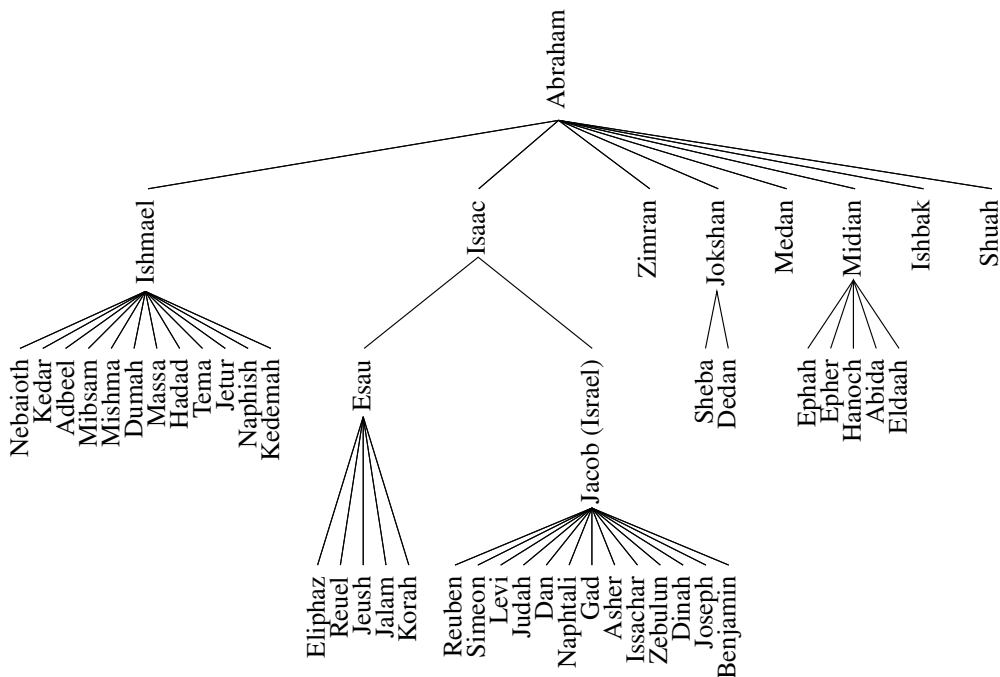 Abraham
Ishmael
Isaac
Zimran
Jokshan
Medan
Midian
Ishbak
Shuah
Nebaioth
Kedar
Adbeel
Mibsam
Mishma
Dumah
Massa
Hadad
Tema
Jetur
Naphish
Kedemah
Esau
Jacob (Israel)
Sheba
Dedan
Ephah
Epher
Hanoch
Abida
Eldaah
Eliphaz
Reuel
Jeush
Jalam
Korah
Reuben
Simeon
Levi
Judah
Dan
Naphtali
Gad
Asher
Issachar
Zebulun
Dinah
Joseph
Benjamin